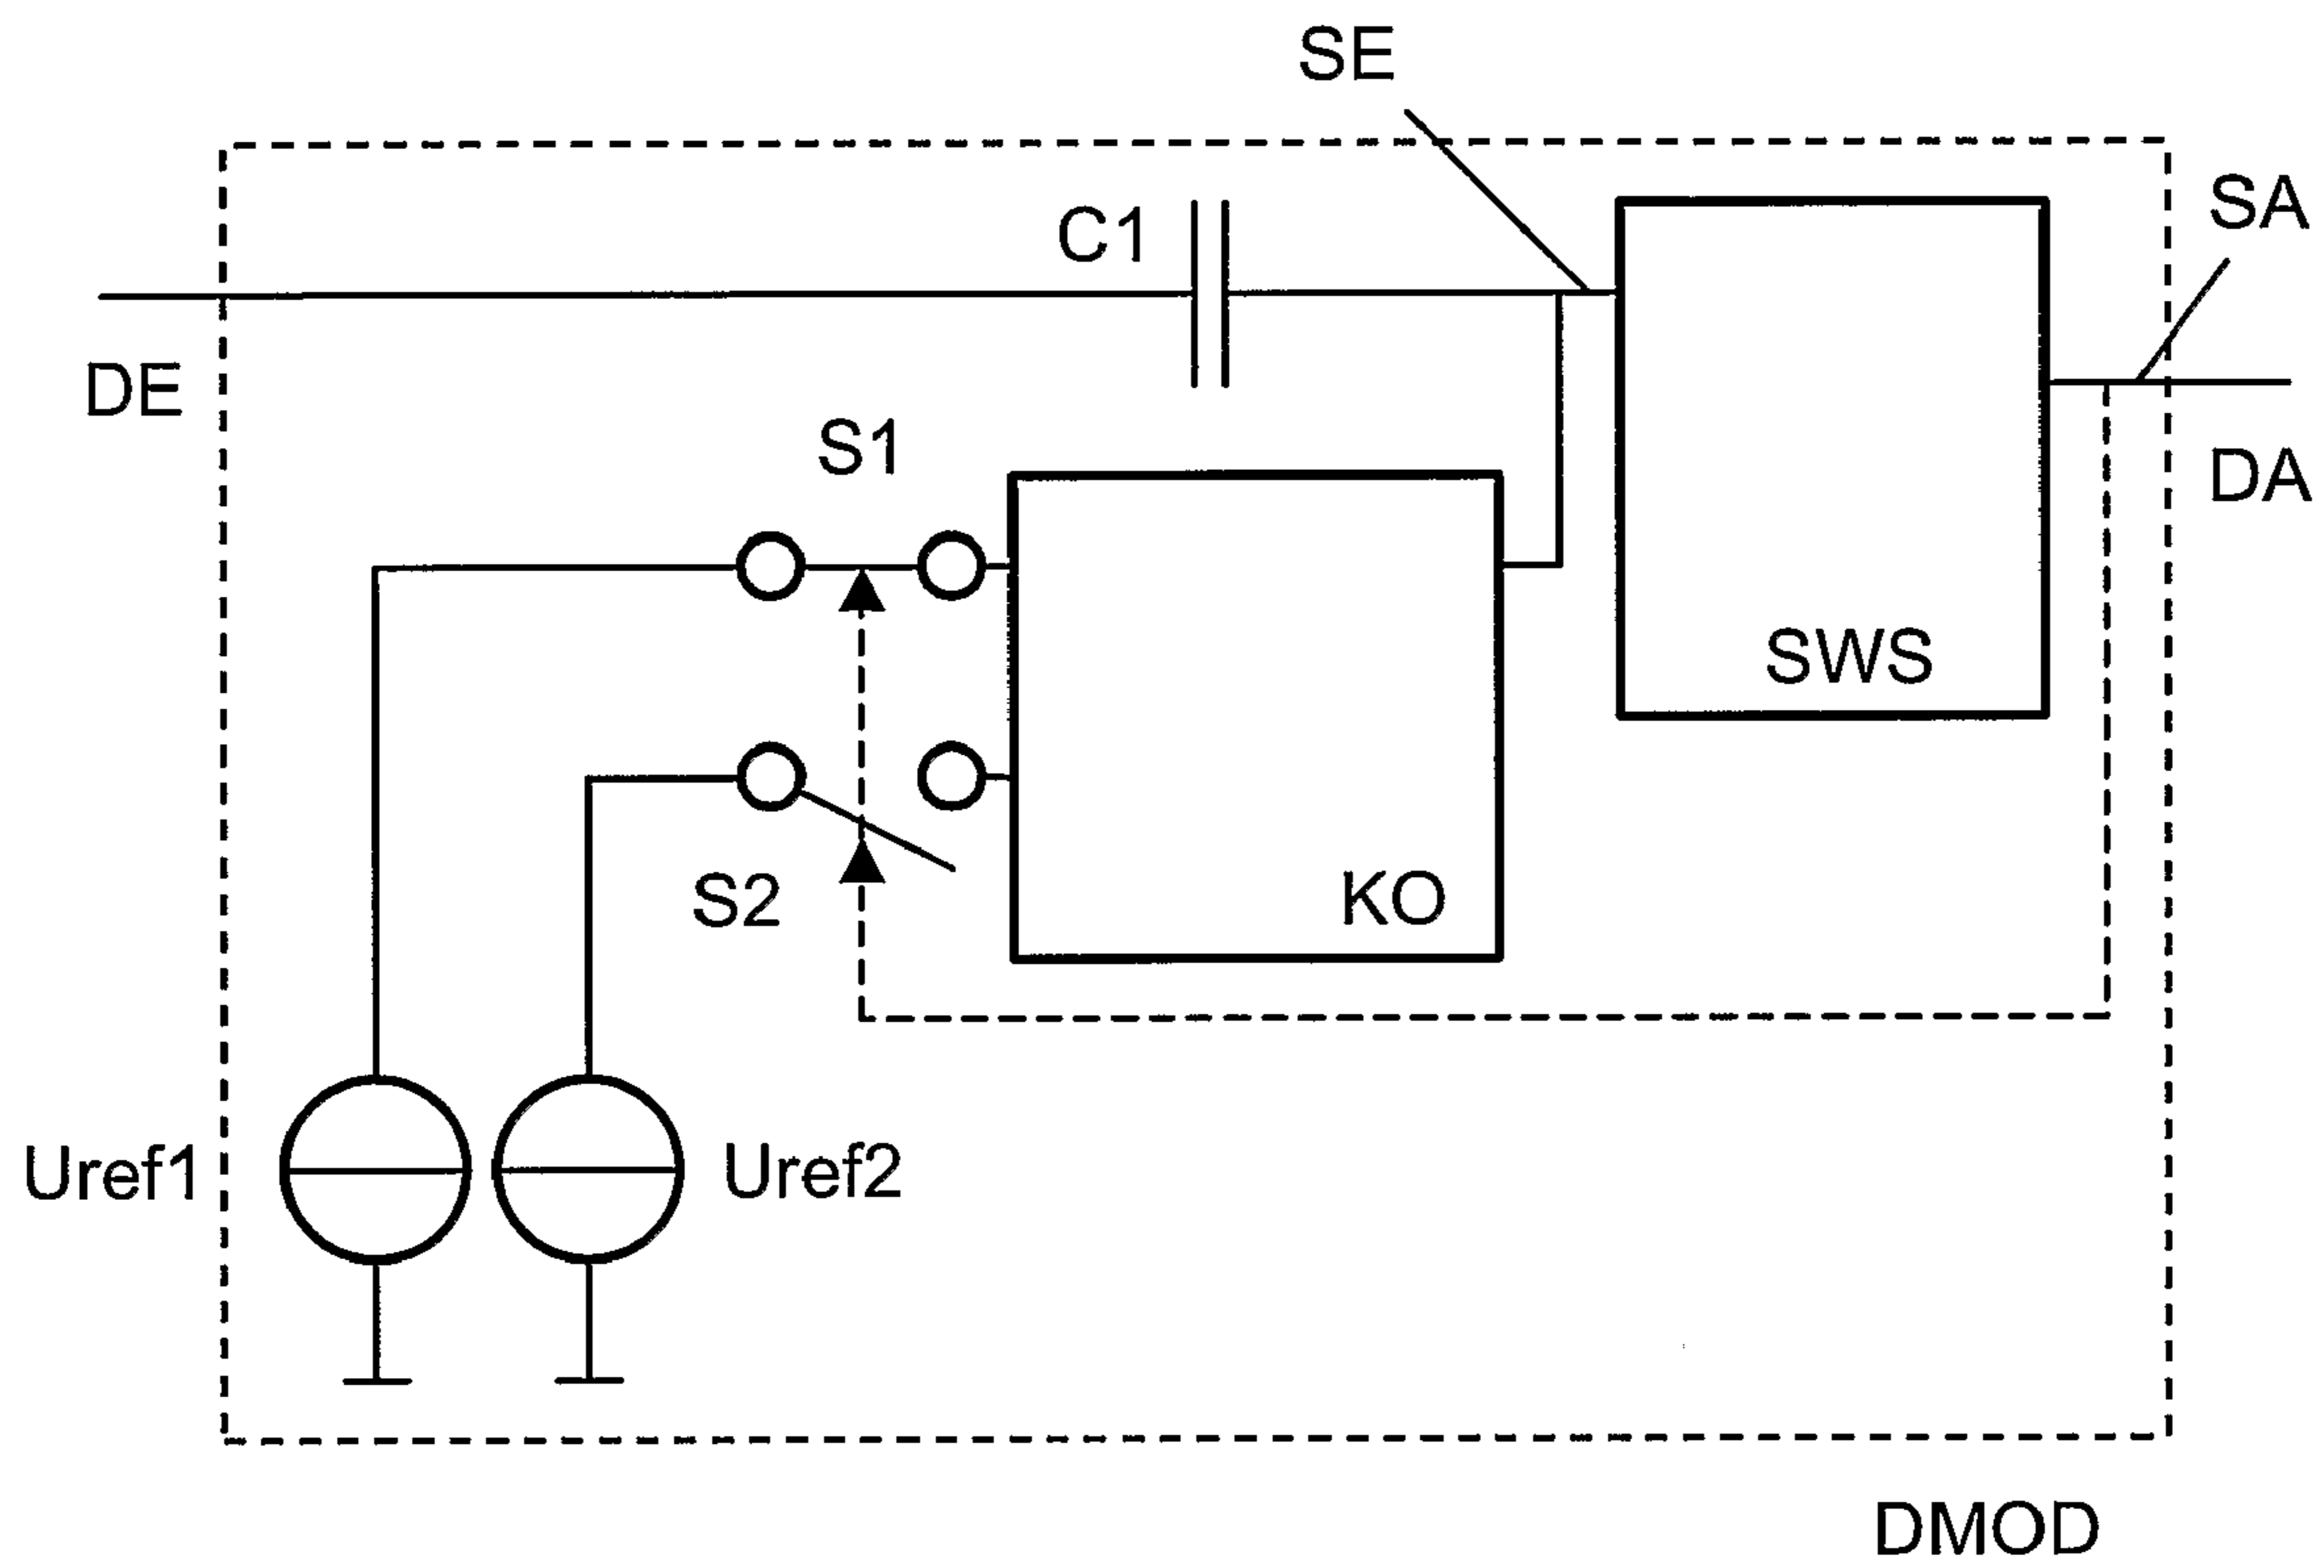 SE
SA
C1
DE
S1
DA
SWS
S2
KO
Uref1
Uref2
DMOD